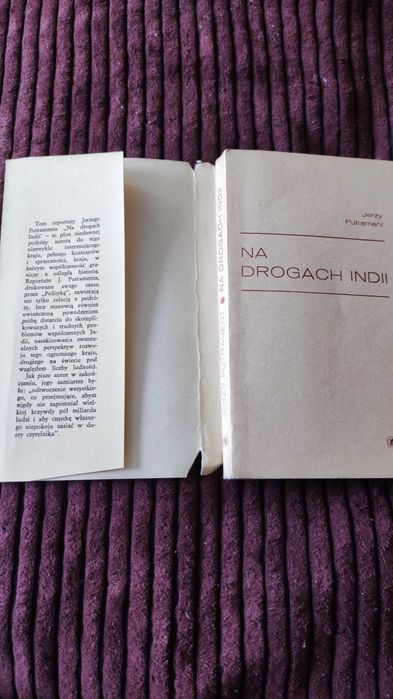 Tom reportaży Jerzego
Putramenta „Na drogach
Indii" — to plon niedawnej
podróży autora do tego
niezwykle interesującego
kraju, pełnego kontrastów
i sprzeczności, kraju, w
którym współczesność gra-
niczy z odległą historią.
Reportaże J. Putramenta,
drukowane swego czasu
przez „Politykę", zawierają
nie tylko relację z podró-
ży, lecz stanowią również
uwieńczoną powodzeniem
próbę dotarcia do skompli-
kowanych i trudnych pro-
blemów współczesnych In-
dii, naszkicowania ewentu-
alnych perspektyw rozwo-
ju tego ogromnego kraju,
drugiego na świecie pod
względem liczby ludności.
Jak pisze autor w zakoń-
czeniu, jego zamiarem by-
ło: „odtworzenie wszystkie-
go, co przejmujące, abym
nigdy nie zapomniał wiel-
kiej krzywdy pół miliarda
ludzi i aby cząstkę własne-
go niepokoju zasiać w du-
szy czytelnika".
JERZY PUTRAMENT ● NA DROGACH INDII
Jerzy
Putrament
NA
DROGACH INDII